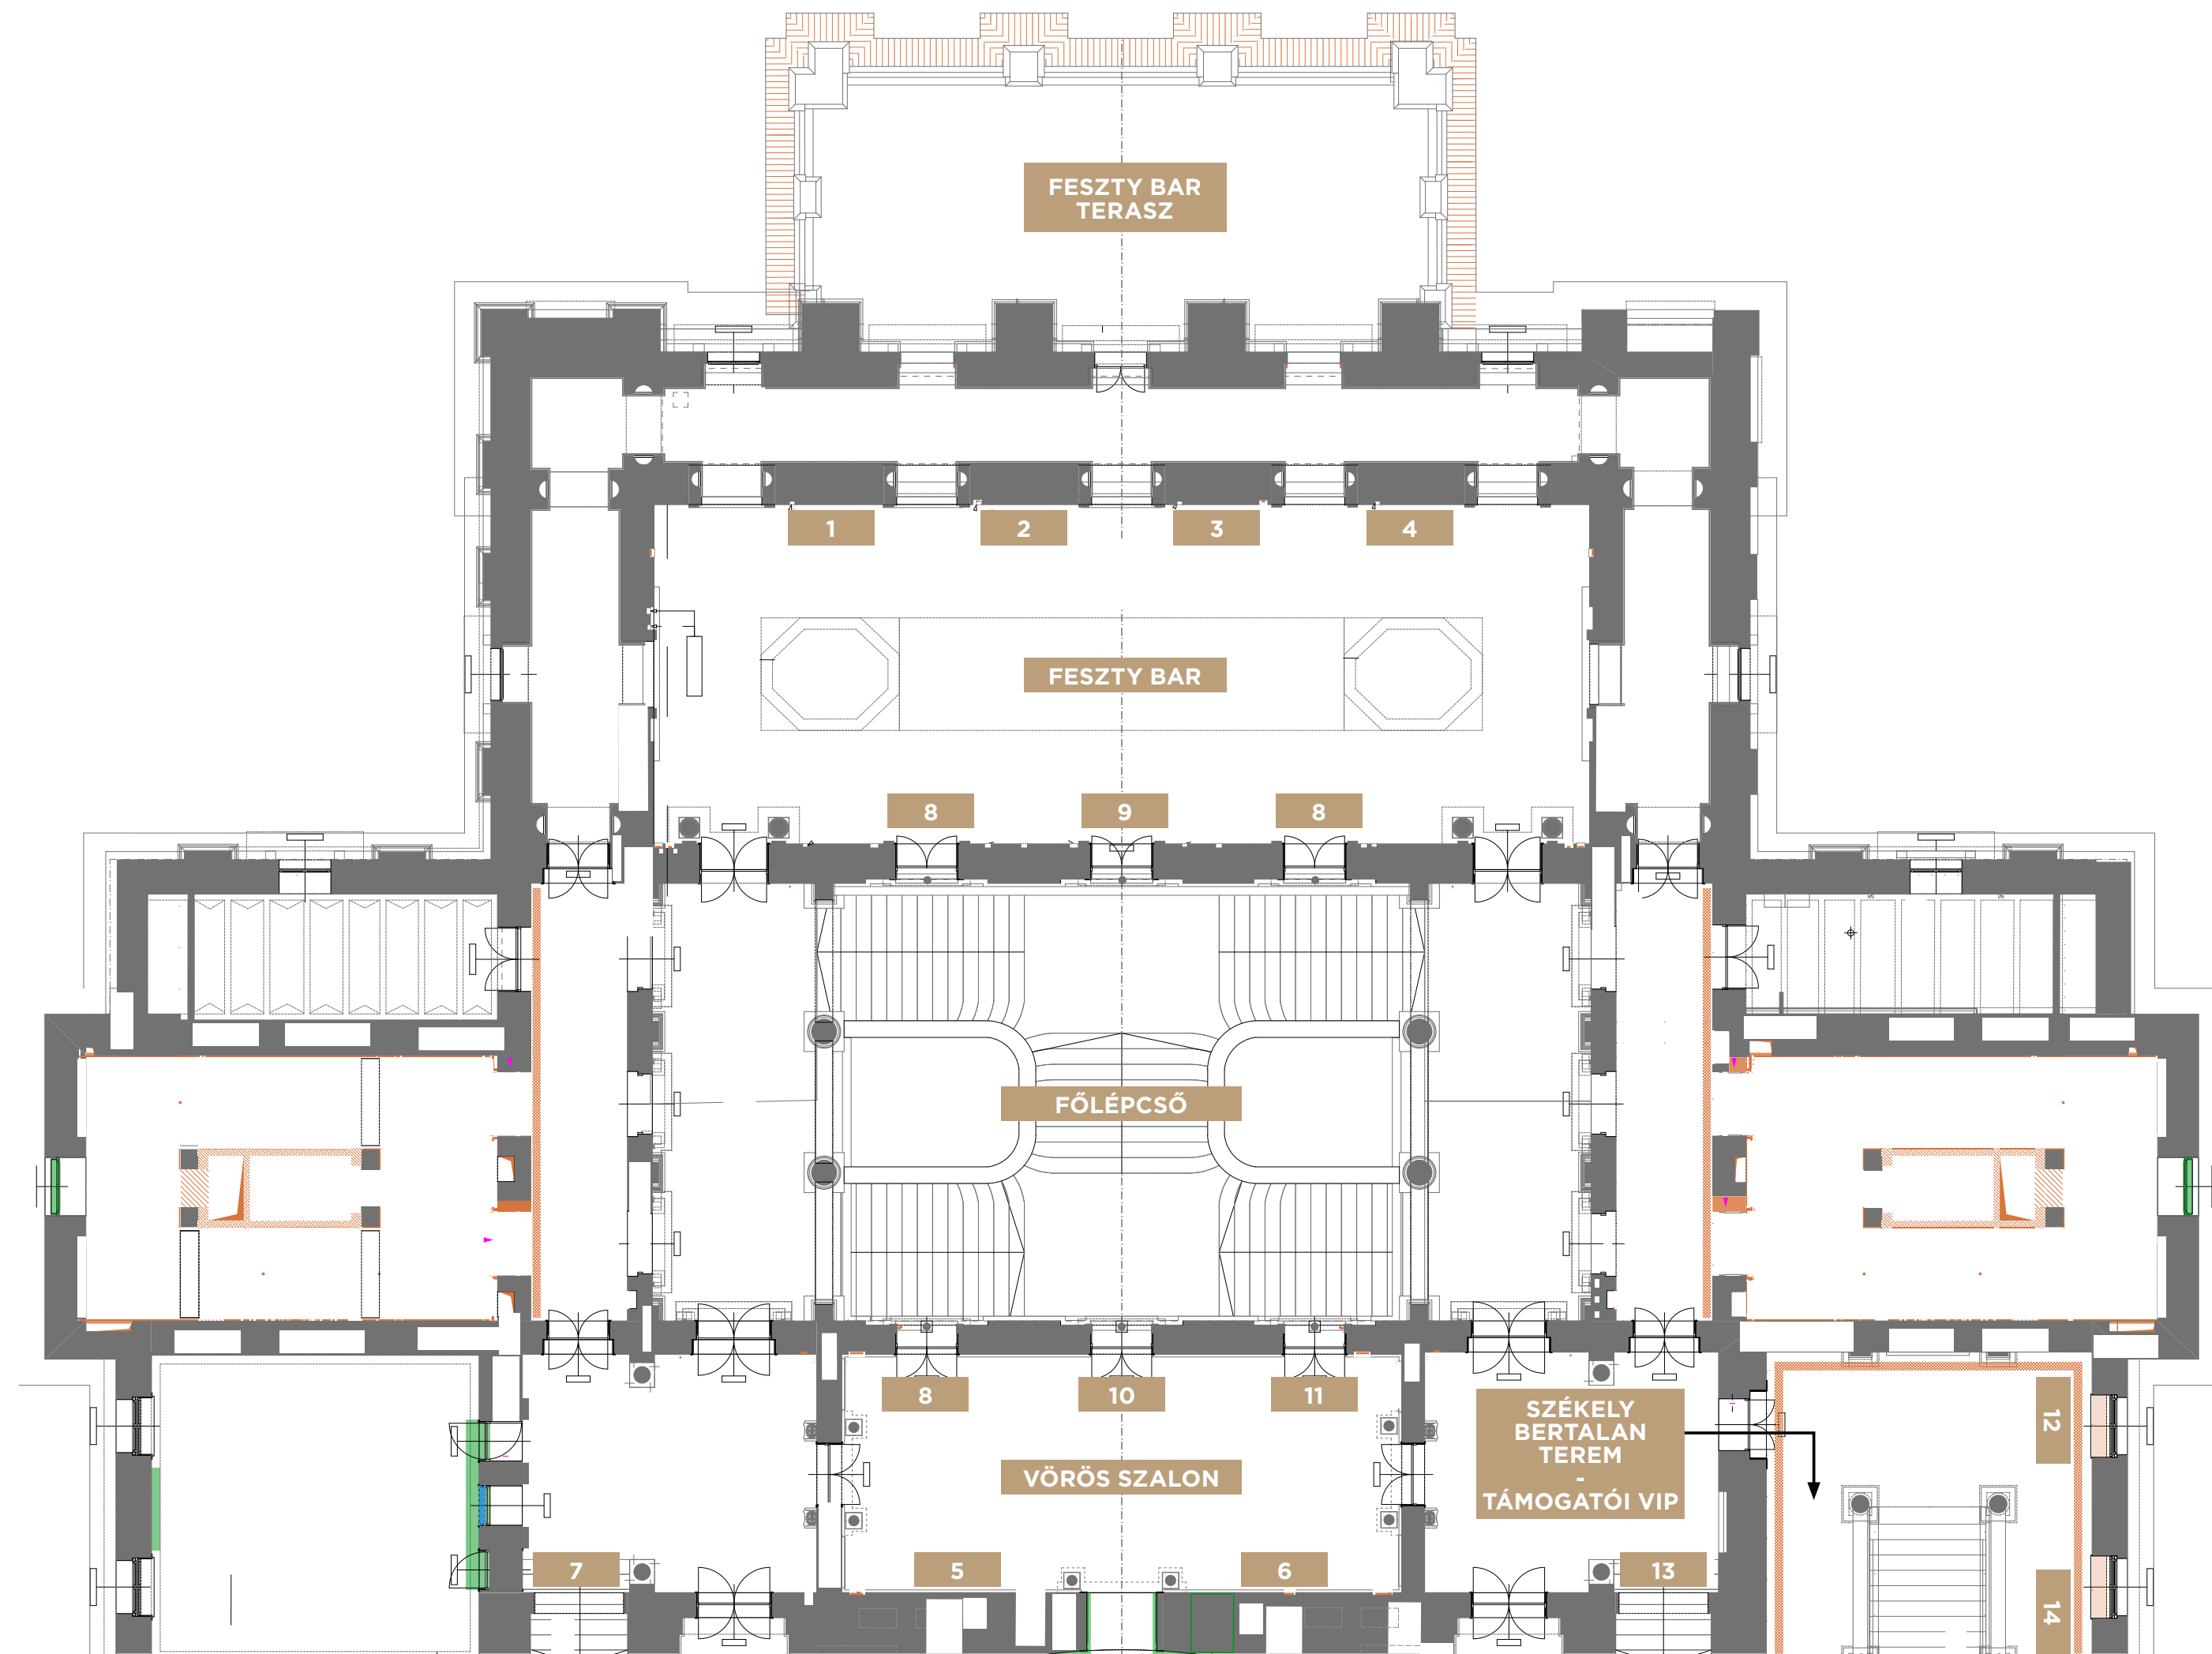 FESZTY BAR
TERASZ
1
2
3
4
FESZTY BAR
8
9
8
FŐLÉPCSŐ
8
10
11
12
SZÉKELY
BERTALAN
TEREM
-
TÁMOGATÓI VIP
VÖRÖS SZALON
7
5
6
13
14